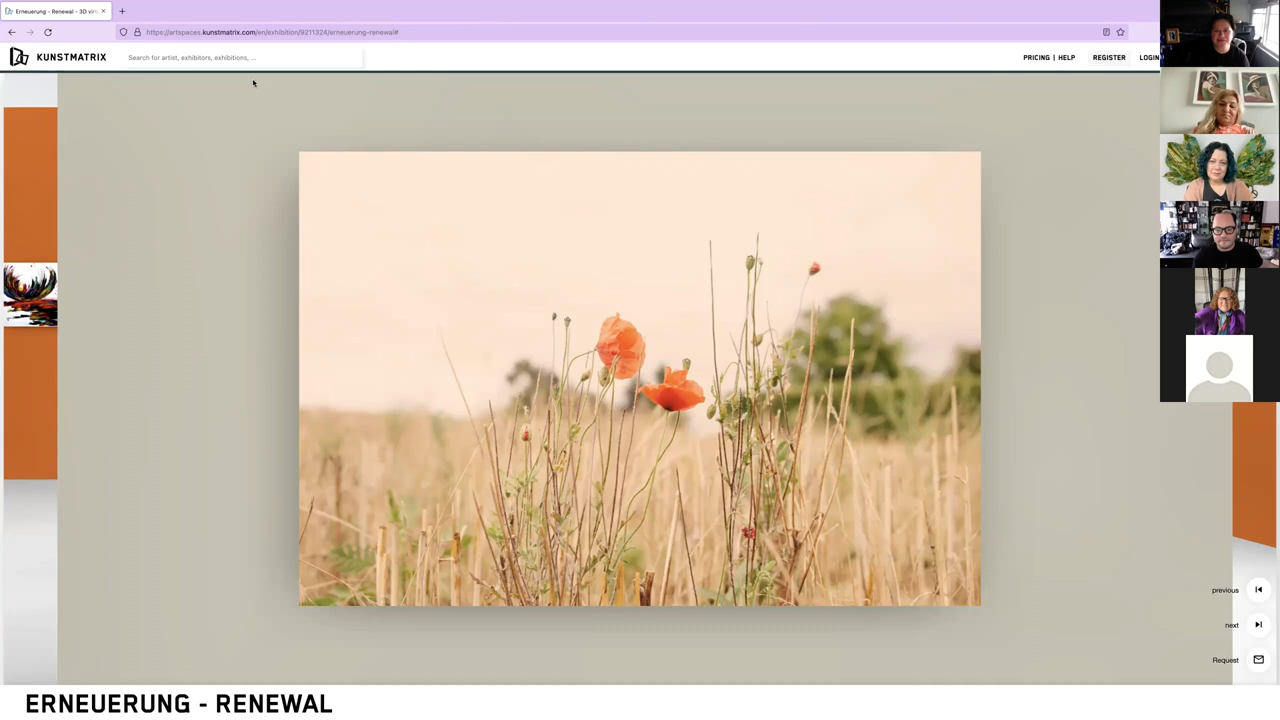 Erneuerung - Renewal - 3D virt
https://artspaces.kunstmatrix.com/en/exhibition/9211324/erneuerung-renewal#
KUNSTMATRIX
Search for artist, exhibitors, exhibitions, ...
PRICING | HELP
REGISTER
LOGIN
previous
next
Request
ERNEUERUNG - RENEWAL